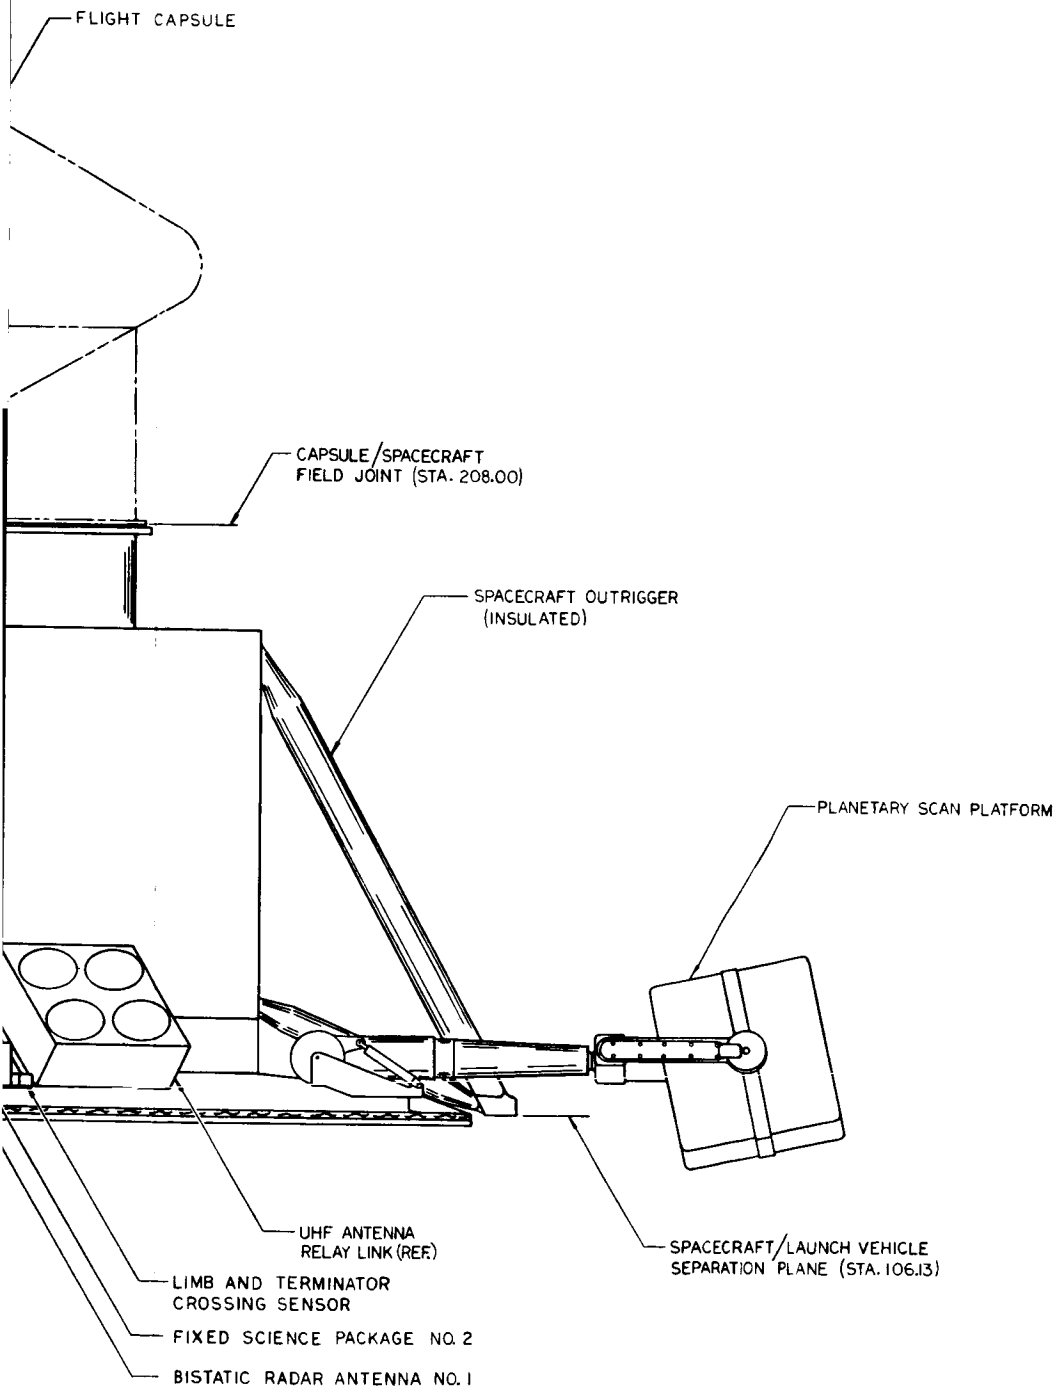 FLIGHT CAPSULE
CAPSULE/SPACECRAFT
FIELD JOINT (STA. 208.00)
SPACECRAFT OUTRIGGER
(INSULATED)
PLANETARY SCAN PLATFORM
UHF ANTENNA
RELAY LINK (REF.)
SPACECRAFT/LAUNCH VEHICLE
SEPARATION PLANE (STA. 106.13)
LIMB AND TERMINATOR
CROSSING SENSOR
FIXED SCIENCE PACKAGE NO. 2
BISTATIC RADAR ANTENNA NO. 1